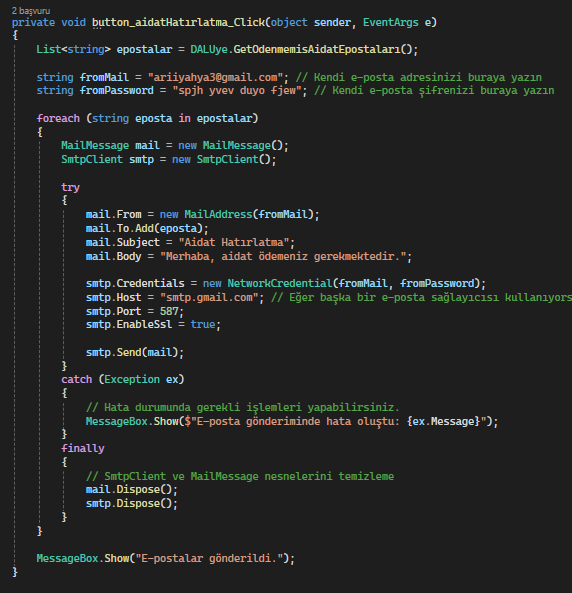 2 başvuru
private void button_aidatHatırlatma_Click(object sender, EventArgs e)
{
List<string> epostalar = DALUye.GetOdenmemisAidatEpostaları();
string fromMail = "ariiyahya3@gmail.com"; // Kendi e-posta adresinizi buraya yazın
string fromPassword = "spjh yvev duyo fjew"; // Kendi e-posta şifrenizi buraya yazın
foreach (string eposta in epostalar)
{
MailMessage mail = new MailMessage();
SmtpClient smtp = new SmtpClient();
try
{
mail.From = new MailAddress(fromMail);
mail.To.Add(eposta);
mail.Subject = "Aidat Hatırlatma";
mail.Body = "Merhaba, aidat ödemeniz gerekmektedir.";
smtp.Credentials = new NetworkCredential(fromMail, fromPassword);
smtp.Host = "smtp.gmail.com"; // Eğer başka bir e-posta sağlayıcısı kullanıyors
smtp.Port = 587;
smtp.EnableSsl = true;
smtp.Send(mail);
}
catch (Exception ex)
{
// Hata durumunda gerekli işlemleri yapabilirsiniz.
MessageBox.Show($"E-posta gönderiminde hata oluştu: {ex.Message}");
}
finally
{
// SmtpClient ve MailMessage nesnelerini temizleme
mail.Dispose();
smtp.Dispose();
}
}
MessageBox.Show("E-postalar gönderildi.");
}